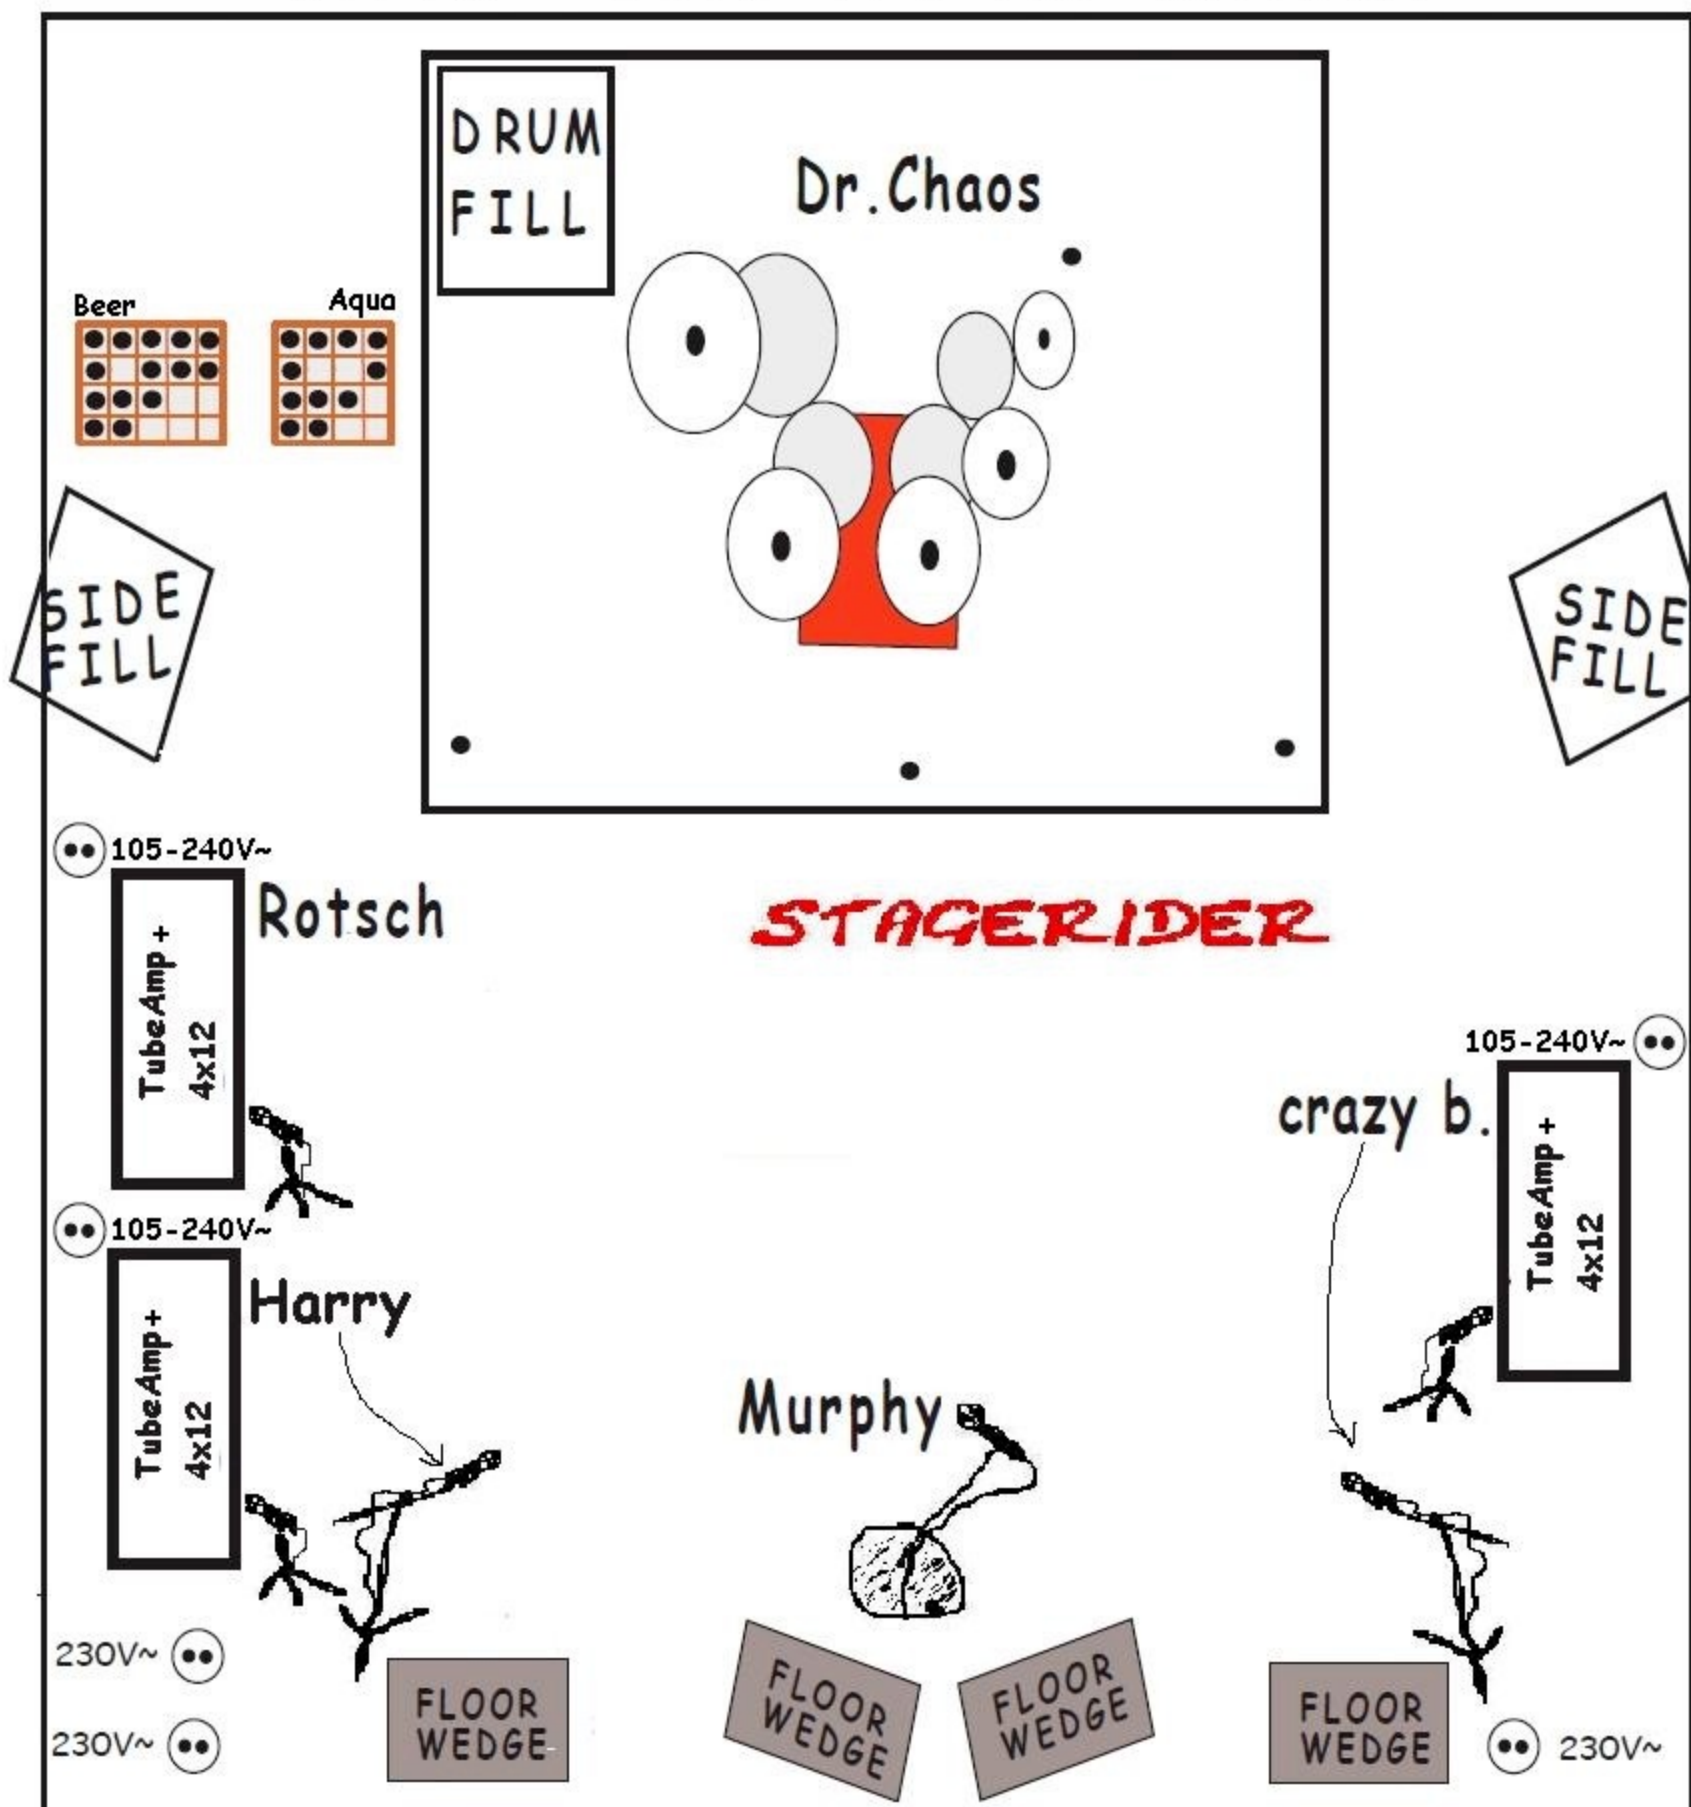 DRUM
FILL
Dr.Chaos
Beer
Aqua
SIDE
FILL
SIDE
FILL
105-240V~
Rotsch
TubeAmp +
4x12
STAGERIDER
105-240V~
crazy b.
TubeAmp +
4x12
105-240V~
Harry
TubeAmp+
4x12
Murphy
230V~
230V~
FLOOR
WEDGE
FLOOR
WEDGE
FLOOR
WEDGE
FLOOR
WEDGE
230V~